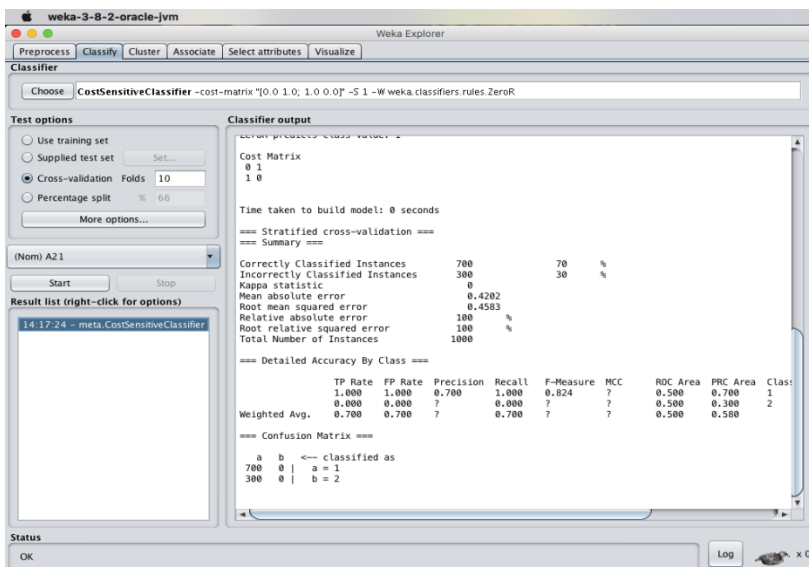 weka-3-8-2-oracle-jvm
Weka Explorer
Preprocess Classify Cluster Associate Select attributes Visualize
Classifier
Choose CostSensitiveClassifier -cost-matrix "[0.0 1.0; 1.0 0.0]" -S 1 -W weka.classifiers.rules.ZeroR
Test options
Use training set
Supplied test set Set...
Cross-validation Folds 10
Percentage split % 66
More options...
(Nom) A21
Start Stop
Result list (right-click for options)
14:17:24 - meta.CostSensitiveClassifier
Classifier output
ZeroR predicts class value: 1
Cost Matrix
0 1
1 0
Time taken to build model: 0 seconds
=== Stratified cross-validation ===
=== Summary ===
Correctly Classified Instances 700 70 %
Incorrectly Classified Instances 300 30 %
Kappa statistic 0
Mean absolute error 0.4202
Root mean squared error 0.4583
Relative absolute error 100 %
Root relative squared error 100 %
Total Number of Instances 1000
=== Detailed Accuracy By Class ===
TP Rate FP Rate Precision Recall F-Measure MCC ROC Area PRC Area Clas
1.000 1.000 0.700 1.000 0.824 ? 0.500 0.700 1
0.000 0.000 ? 0.000 ? ? 0.500 0.300 2
Weighted Avg. 0.700 0.700 ? 0.700 ? ? 0.500 0.580
=== Confusion Matrix ===
a b <-- classified as
700 0 | a = 1
300 0 | b = 2
Status
OK
Log x 0